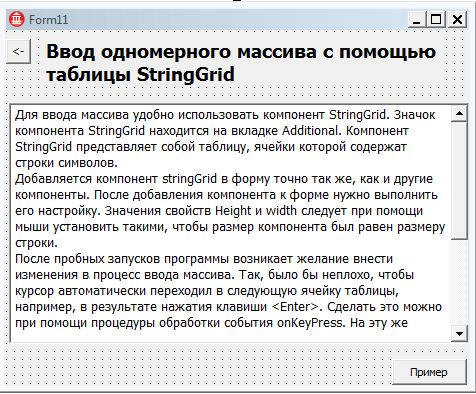 Form11
<-
Ввод одномерного массива с помощью
таблицы StringGrid
Для ввода массива удобно использовать компонент StringGrid. Значок
компонента StringGrid находится на вкладке Additional. Компонент
StringGrid представляет собой таблицу, ячейки которой содержат
строки символов.
Добавляется компонент stringGrid в форму точно так же, как и другие
компоненты. После добавления компонента к форме нужно выполнить
его настройку. Значения свойств Height и width следует при помощи
мыши установить такими, чтобы размер компонента был равен размеру
строки.
После пробных запусков программы возникает желание внести
изменения в процесс ввода массива. Так, было бы неплохо, чтобы
курсор автоматически переходил в следующую ячейку таблицы,
например, в результате нажатия клавиши <Enter>. Сделать это можно
при помощи процедуры обработки события onKeyPress. На эту же
Пример